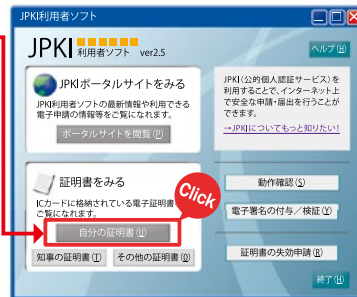 JPKI利用者ソフト
JPKI 利用者ソフト ver2.5
ヘルプ(H)
JPKIポータルサイトをみる
JPKI利用者ソフトの最新情報や利用できる
電子申請の情報等をご覧になれます。
ポータルサイトを閲覧(P)
JPKI(公的個人認証サービス)を
利用することで、インターネット上
で安全な申請・届出を行うことが
できます。
→JPKIについてもっと知りたい!
証明書をみる
ICカードに格納されている電子証明書
ご覧になれます。
Click
自分の証明書(U)
知事の証明書(T)
その他の証明書(O)
動作確認(S)
電子署名の付与/検証(Y)
証明書の失効申請(R)
終了(H)